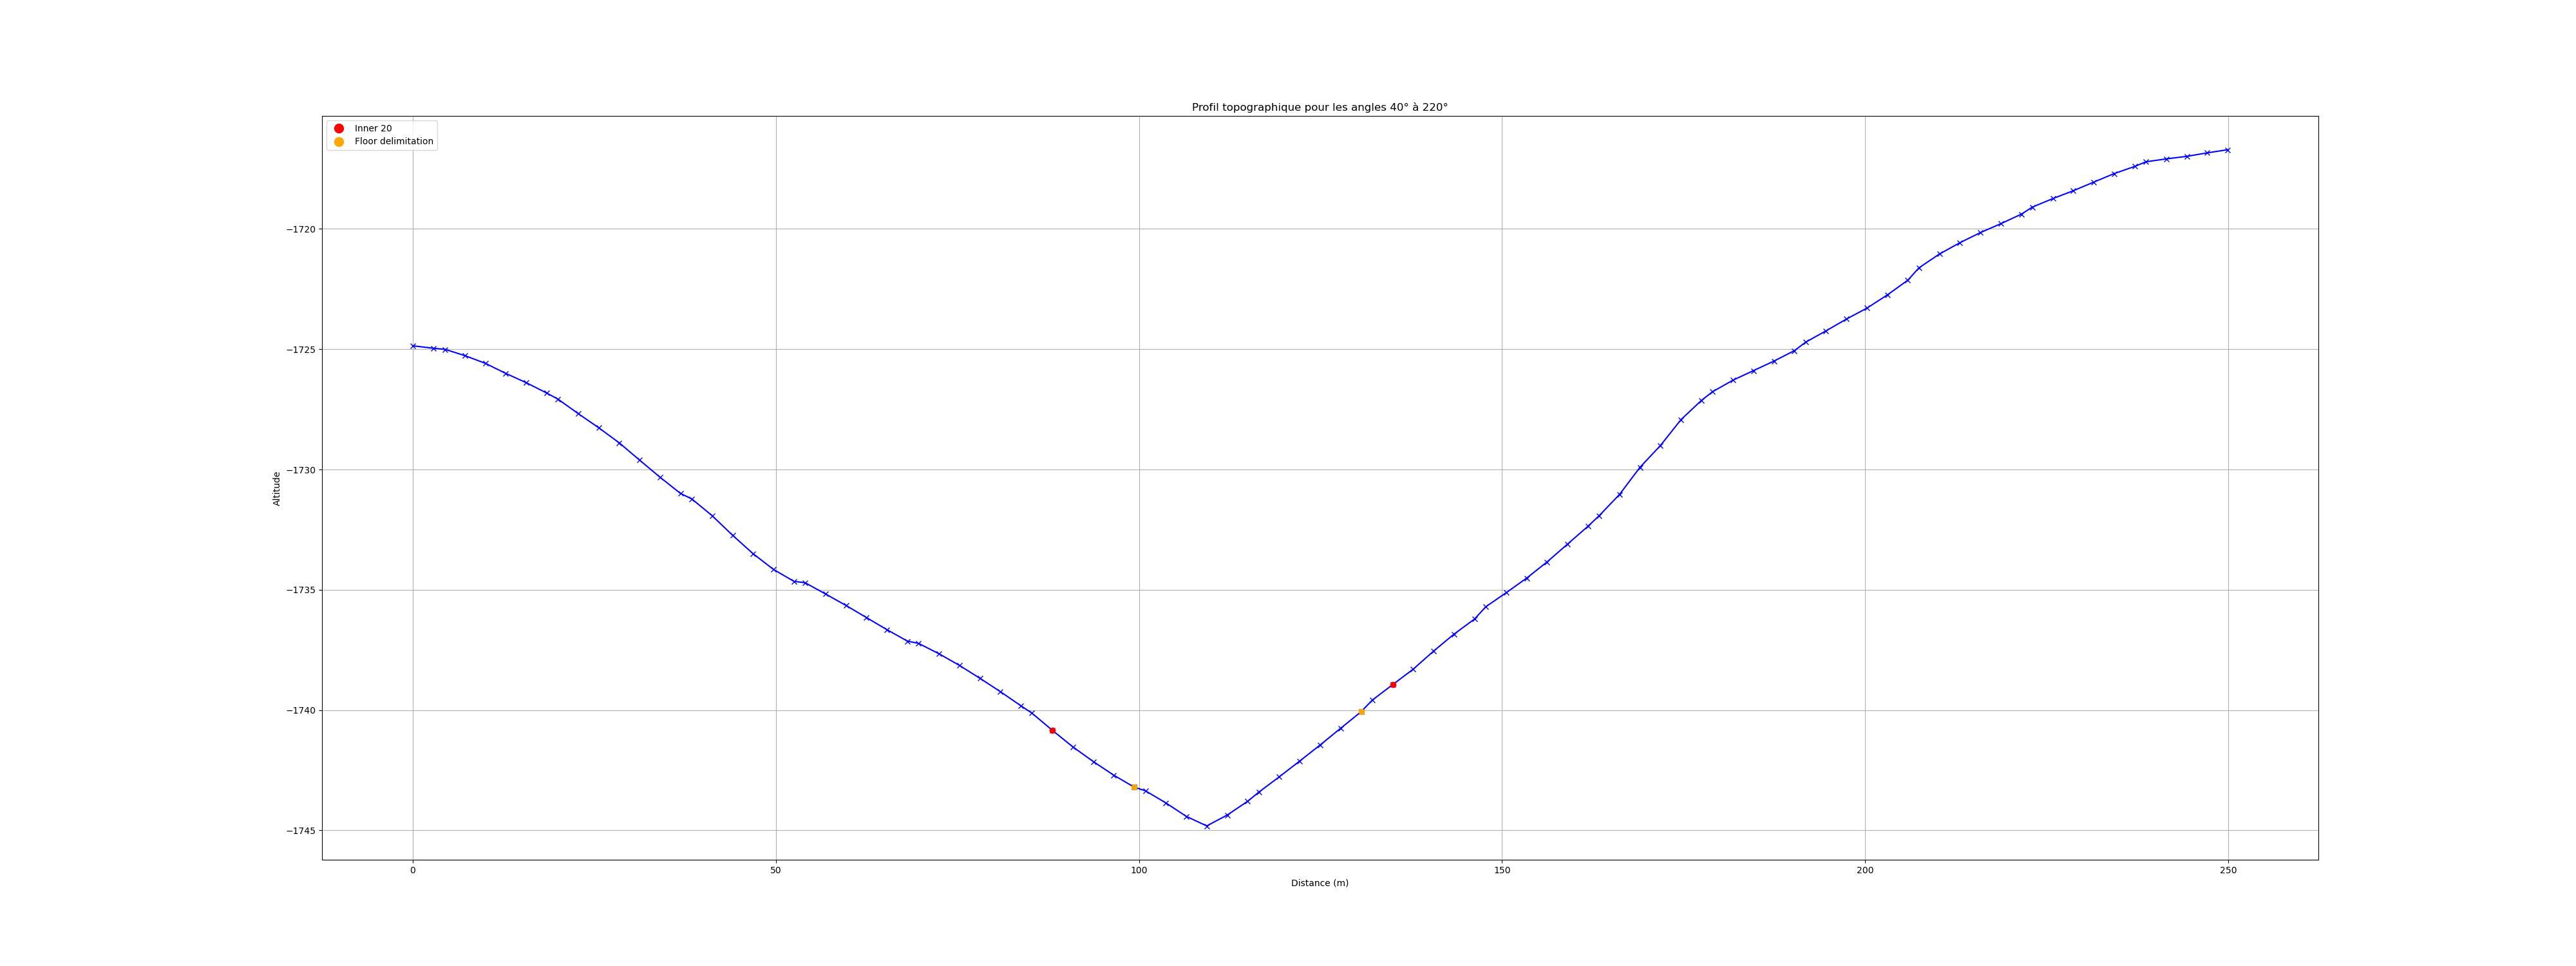 Profil topographique pour les angles 40° à 220°
Inner 20
Floor delimitation
−1720
−1725
−1730
−1735
−1740
−1745
Altitude
0 50 100 150 200 250
Distance (m)